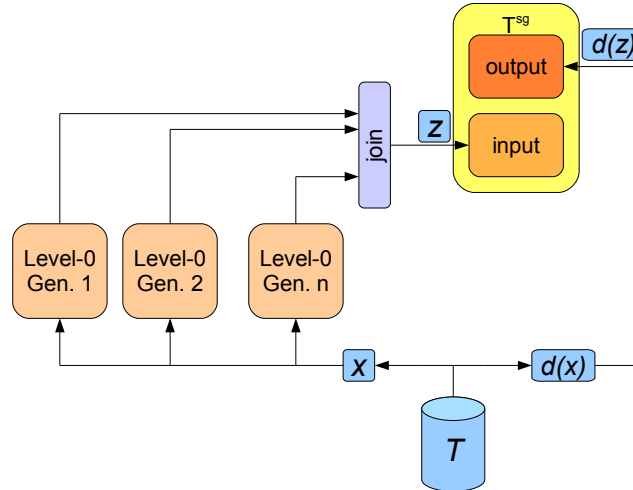 T^sg
d(z)
output
z
input
join
Level-0
Gen. 1
Level-0
Gen. 2
Level-0
Gen. n
x
d(x)
T